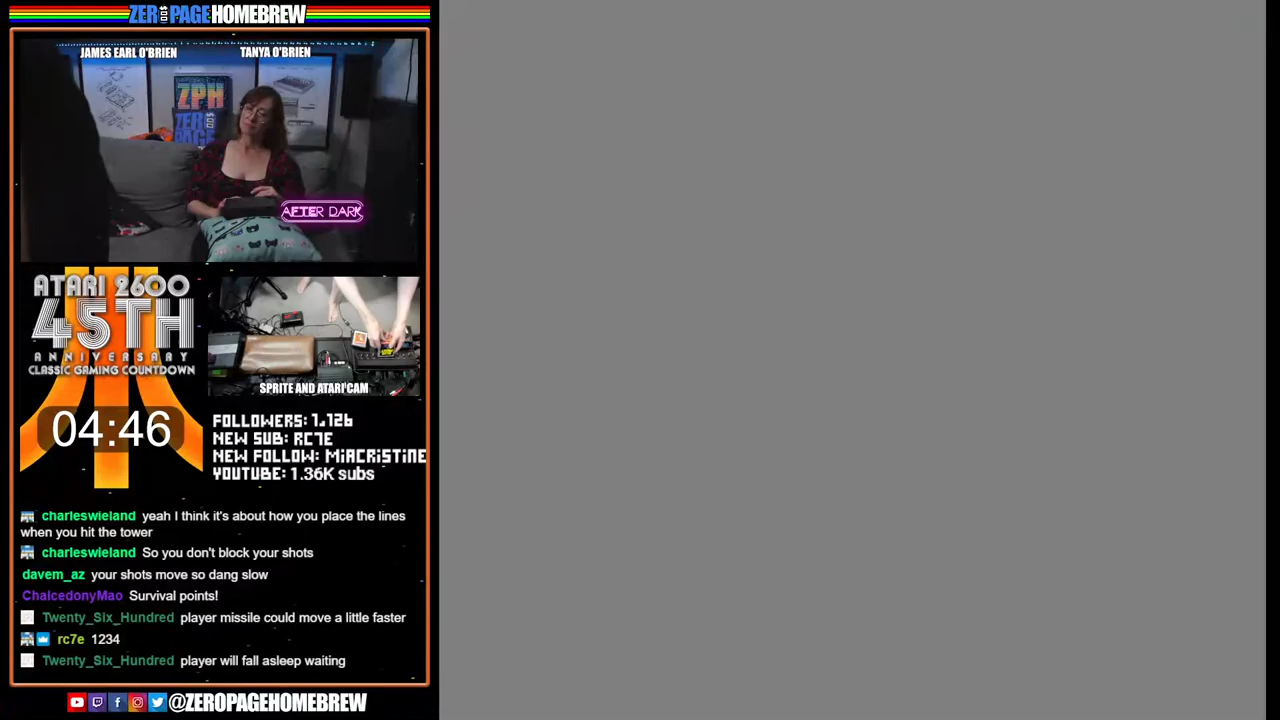 ZERO PAGE HOMEBREW
JAMES EARL O'BRIEN
TANYA O'BRIEN
ZPH
ZERO
PAGE
AFTER DARK
ATARI 2600
45TH
ANNIVERSARY
CLASSIC GAMING COUNTDOWN
04:46
SPRITE AND ATARI CAM
FOLLOWERS: 1,126
NEW SUB: RC7E
NEW FOLLOW: MIACRISTINE
YOUTUBE: 1.36K subs
charleswieland yeah I think it's about how you place the lines
when you hit the tower
charleswieland So you don't block your shots
davem_az your shots move so dang slow
ChalcedonyMao Survival points!
Twenty_Six_Hundred player missile could move a little faster
rc7e 1234
Twenty_Six_Hundred player will fall asleep waiting
@ZEROPAGEHOMEBREW